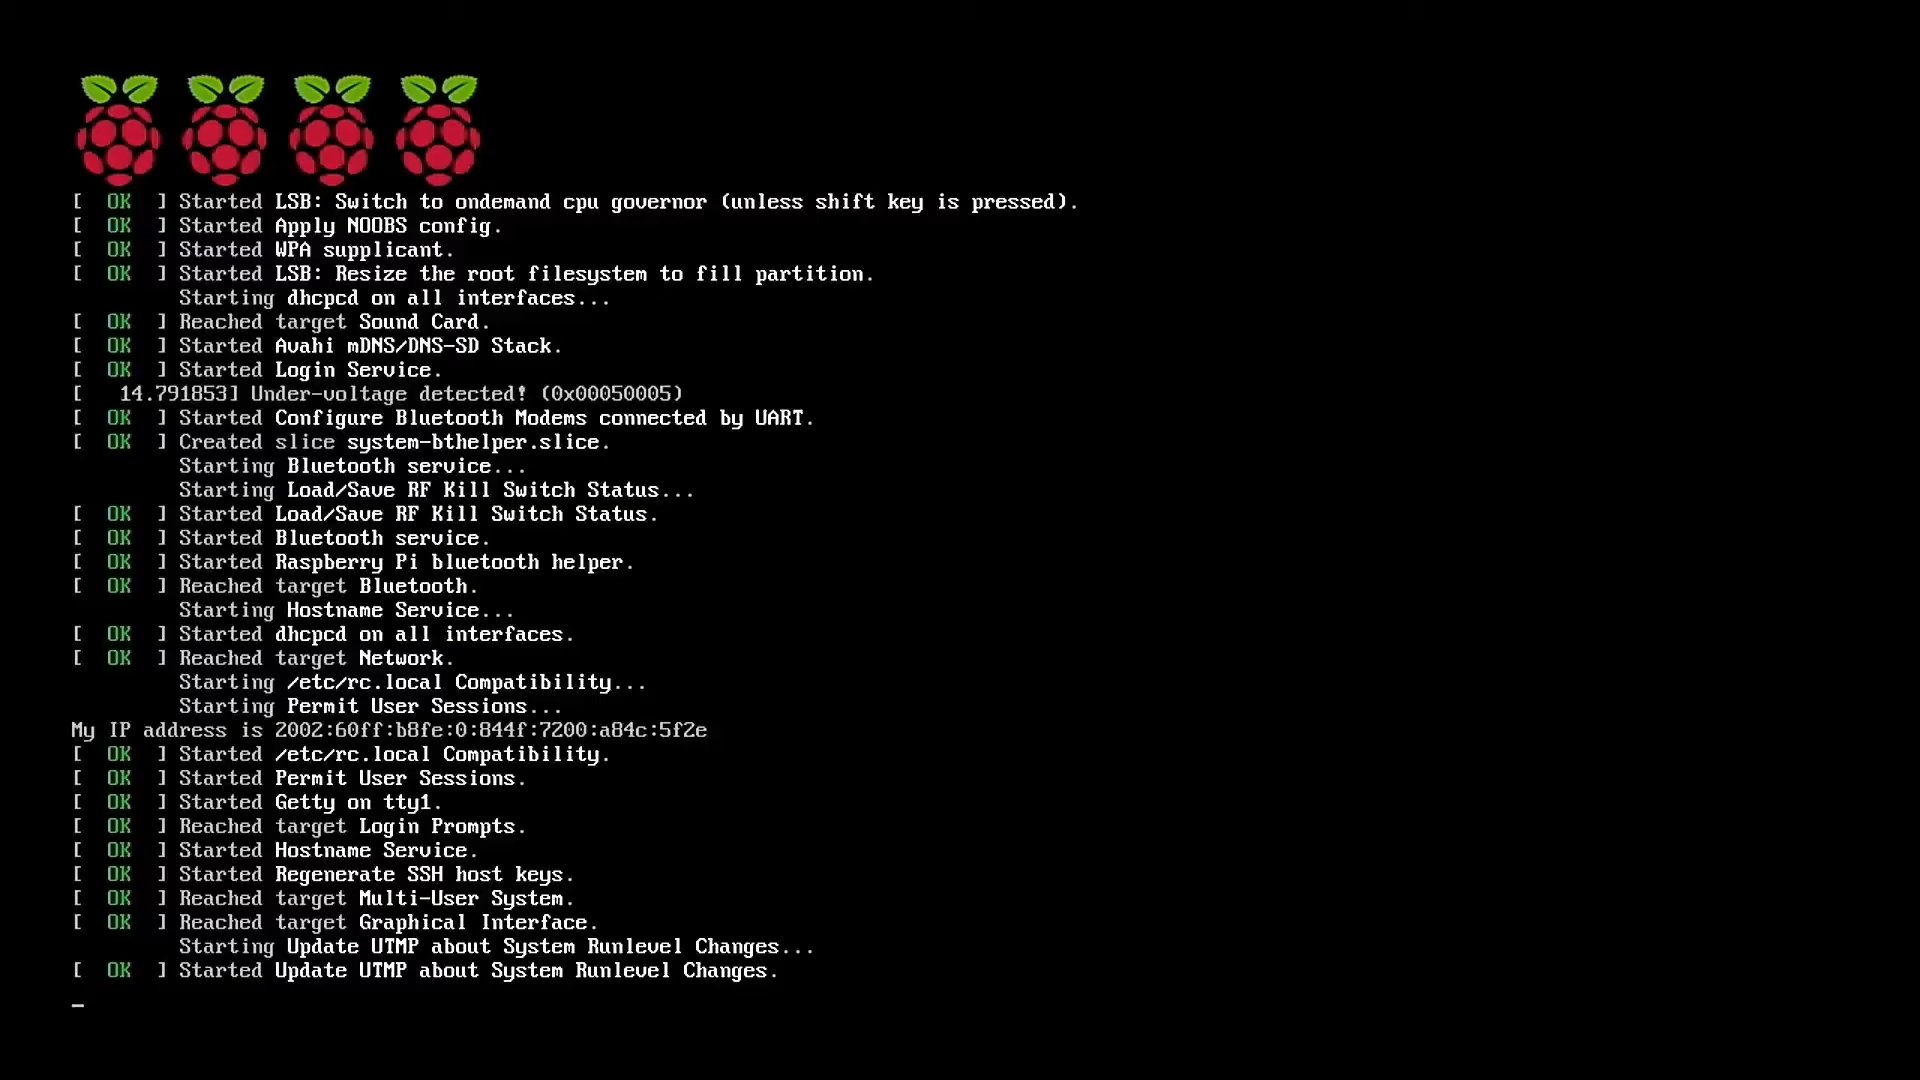 [  OK  ] Started LSB: Switch to ondemand cpu governor (unless shift key is pressed).
[  OK  ] Started Apply NOOBS config.
[  OK  ] Started WPA supplicant.
[  OK  ] Started LSB: Resize the root filesystem to fill partition.
         Starting dhcpcd on all interfaces...
[  OK  ] Reached target Sound Card.
[  OK  ] Started Avahi mDNS/DNS-SD Stack.
[  OK  ] Started Login Service.
[   14.791853] Under-voltage detected! (0x00050005)
[  OK  ] Started Configure Bluetooth Modems connected by UART.
[  OK  ] Created slice system-bthelper.slice.
         Starting Bluetooth service...
         Starting Load/Save RF Kill Switch Status...
[  OK  ] Started Load/Save RF Kill Switch Status.
[  OK  ] Started Bluetooth service.
[  OK  ] Started Raspberry Pi bluetooth helper.
[  OK  ] Reached target Bluetooth.
         Starting Hostname Service...
[  OK  ] Started dhcpcd on all interfaces.
[  OK  ] Reached target Network.
         Starting /etc/rc.local Compatibility...
         Starting Permit User Sessions...
My IP address is 2002:60ff:b8fe:0:844f:7200:a84c:5f2e
[  OK  ] Started /etc/rc.local Compatibility.
[  OK  ] Started Permit User Sessions.
[  OK  ] Started Getty on tty1.
[  OK  ] Reached target Login Prompts.
[  OK  ] Started Hostname Service.
[  OK  ] Started Regenerate SSH host keys.
[  OK  ] Reached target Multi-User System.
[  OK  ] Reached target Graphical Interface.
         Starting Update UTMP about System Runlevel Changes...
[  OK  ] Started Update UTMP about System Runlevel Changes.
_